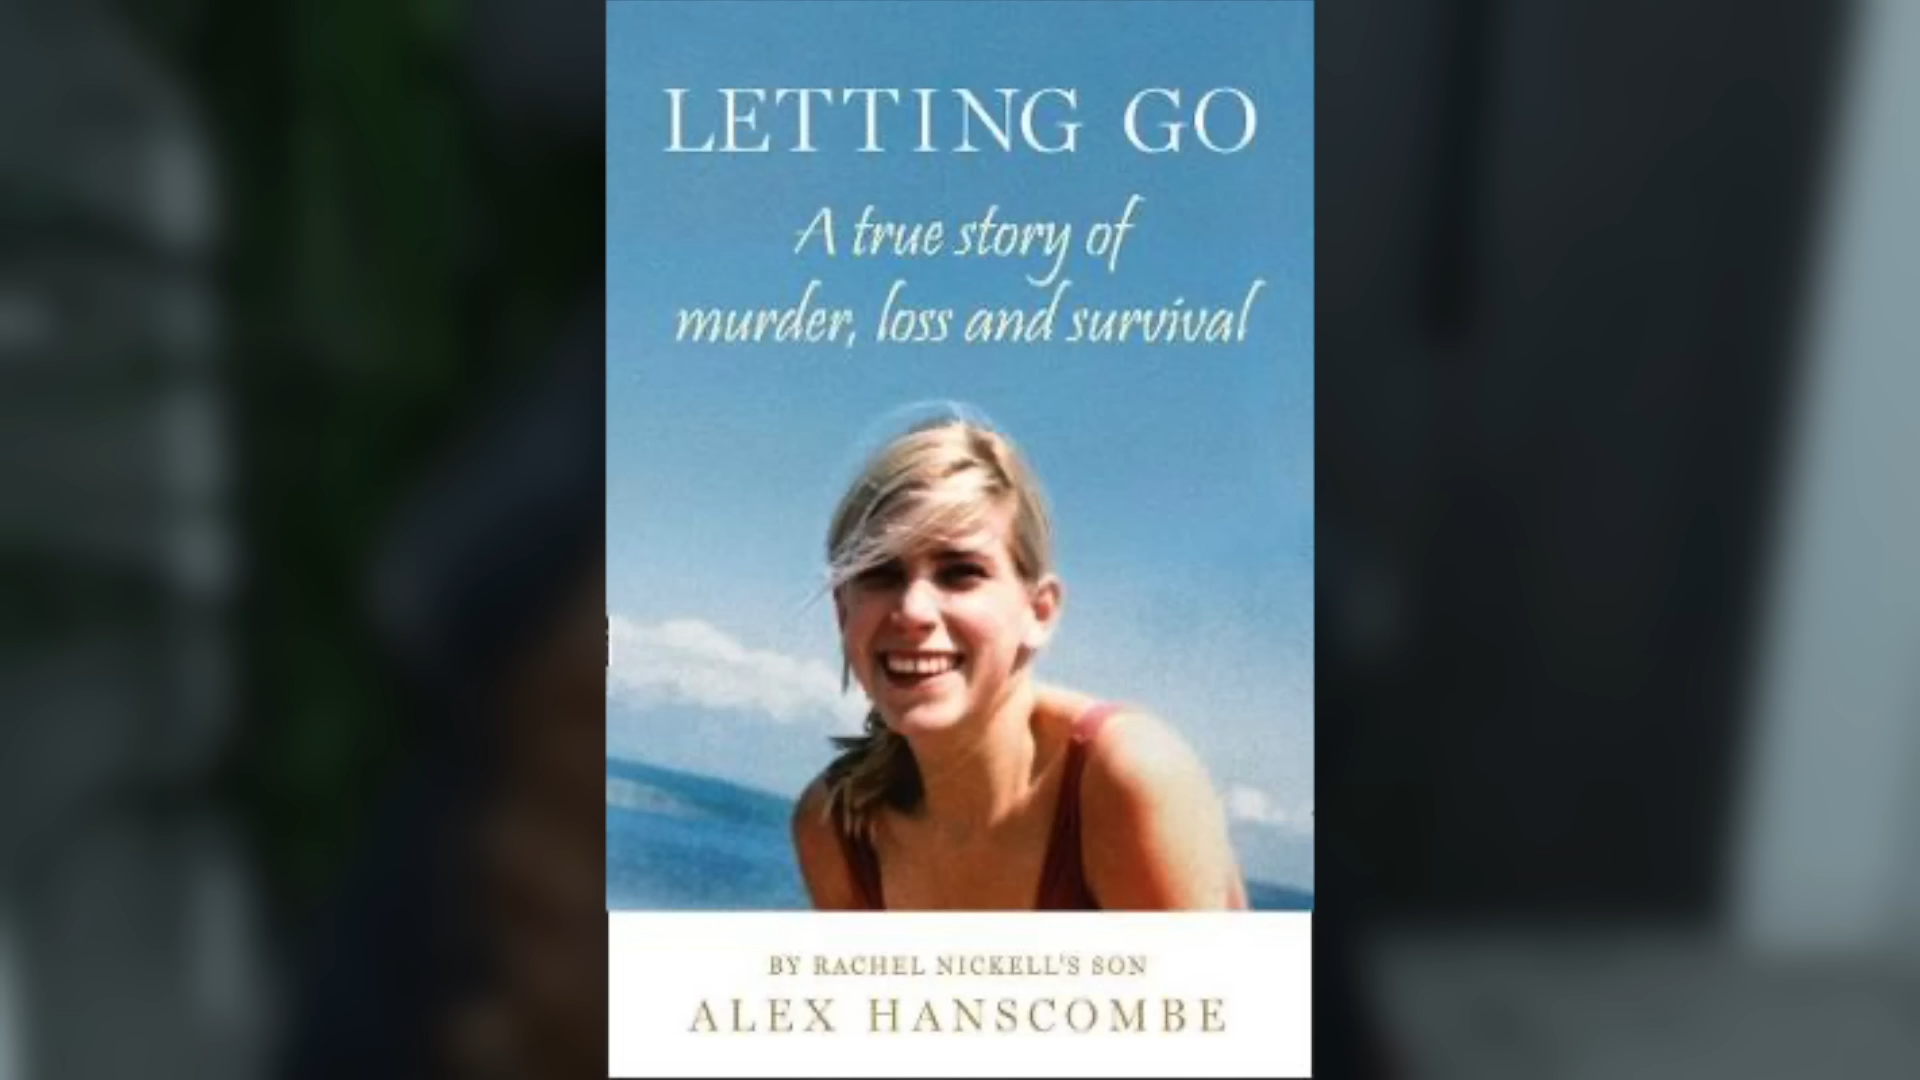 LETTING GO
A true story of
murder, loss and survival
BY RACHEL NICKELL'S SON
ALEX HANSCOMBE